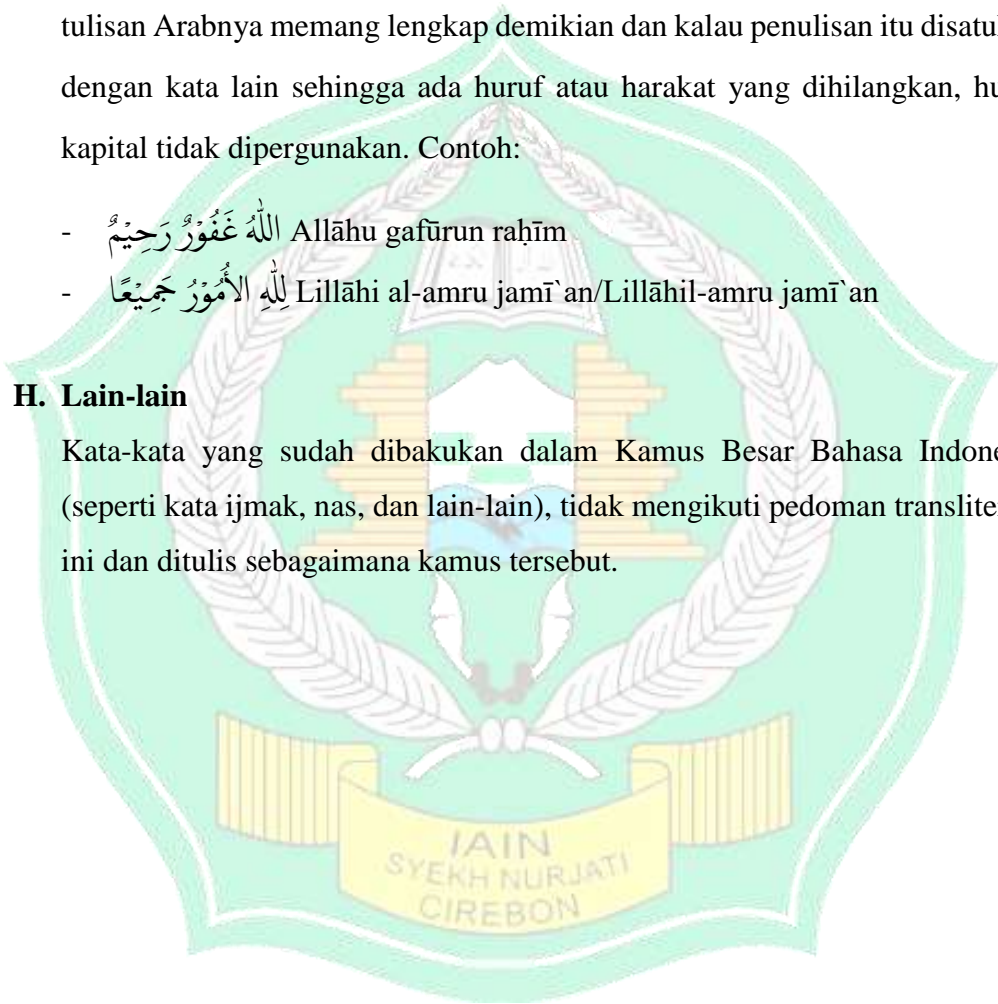 tulisan Arabnya memang lengkap demikian dan kalau penulisan itu disatu
dengan kata lain sehingga ada huruf atau harakat yang dihilangkan, hu
kapital tidak dipergunakan. Contoh:
- اللهُ غَفُوْرٌ رَحِيْمٌ Allāhu gafūrun raḥīm
- لِلّٰهِ الأُمُوْرُ جَمِيْعًا Lillāhi al-amru jamī`an/Lillāhil-amru jamī`an
H. Lain-lain
Kata-kata yang sudah dibakukan dalam Kamus Besar Bahasa Indone
(seperti kata ijmak, nas, dan lain-lain), tidak mengikuti pedoman translite
ini dan ditulis sebagaimana kamus tersebut.
IAIN
SYEKH NURJATI
CIREBON